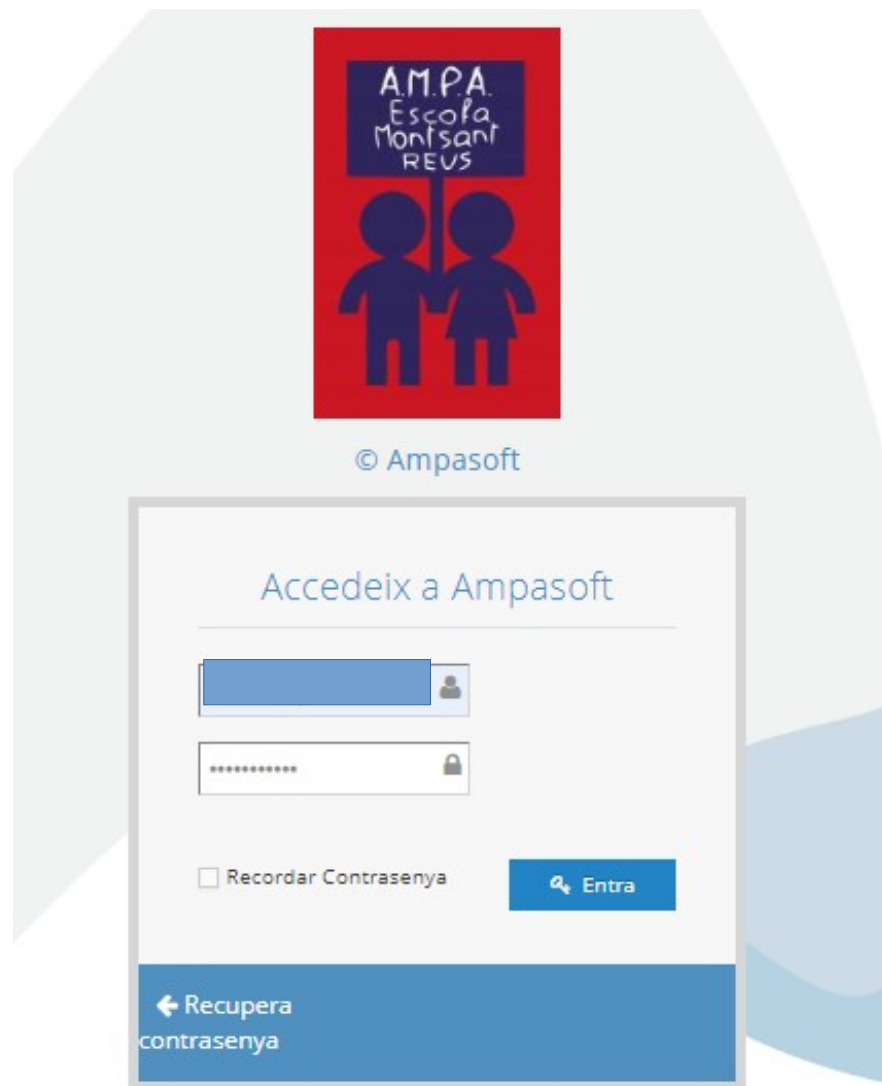 A.M.P.A.
Escola
Montsant
REUS
© Ampasoft
Accedeix a Ampasoft
•••••••••••
Recordar Contrasenya
Entra
Recupera
contrasenya